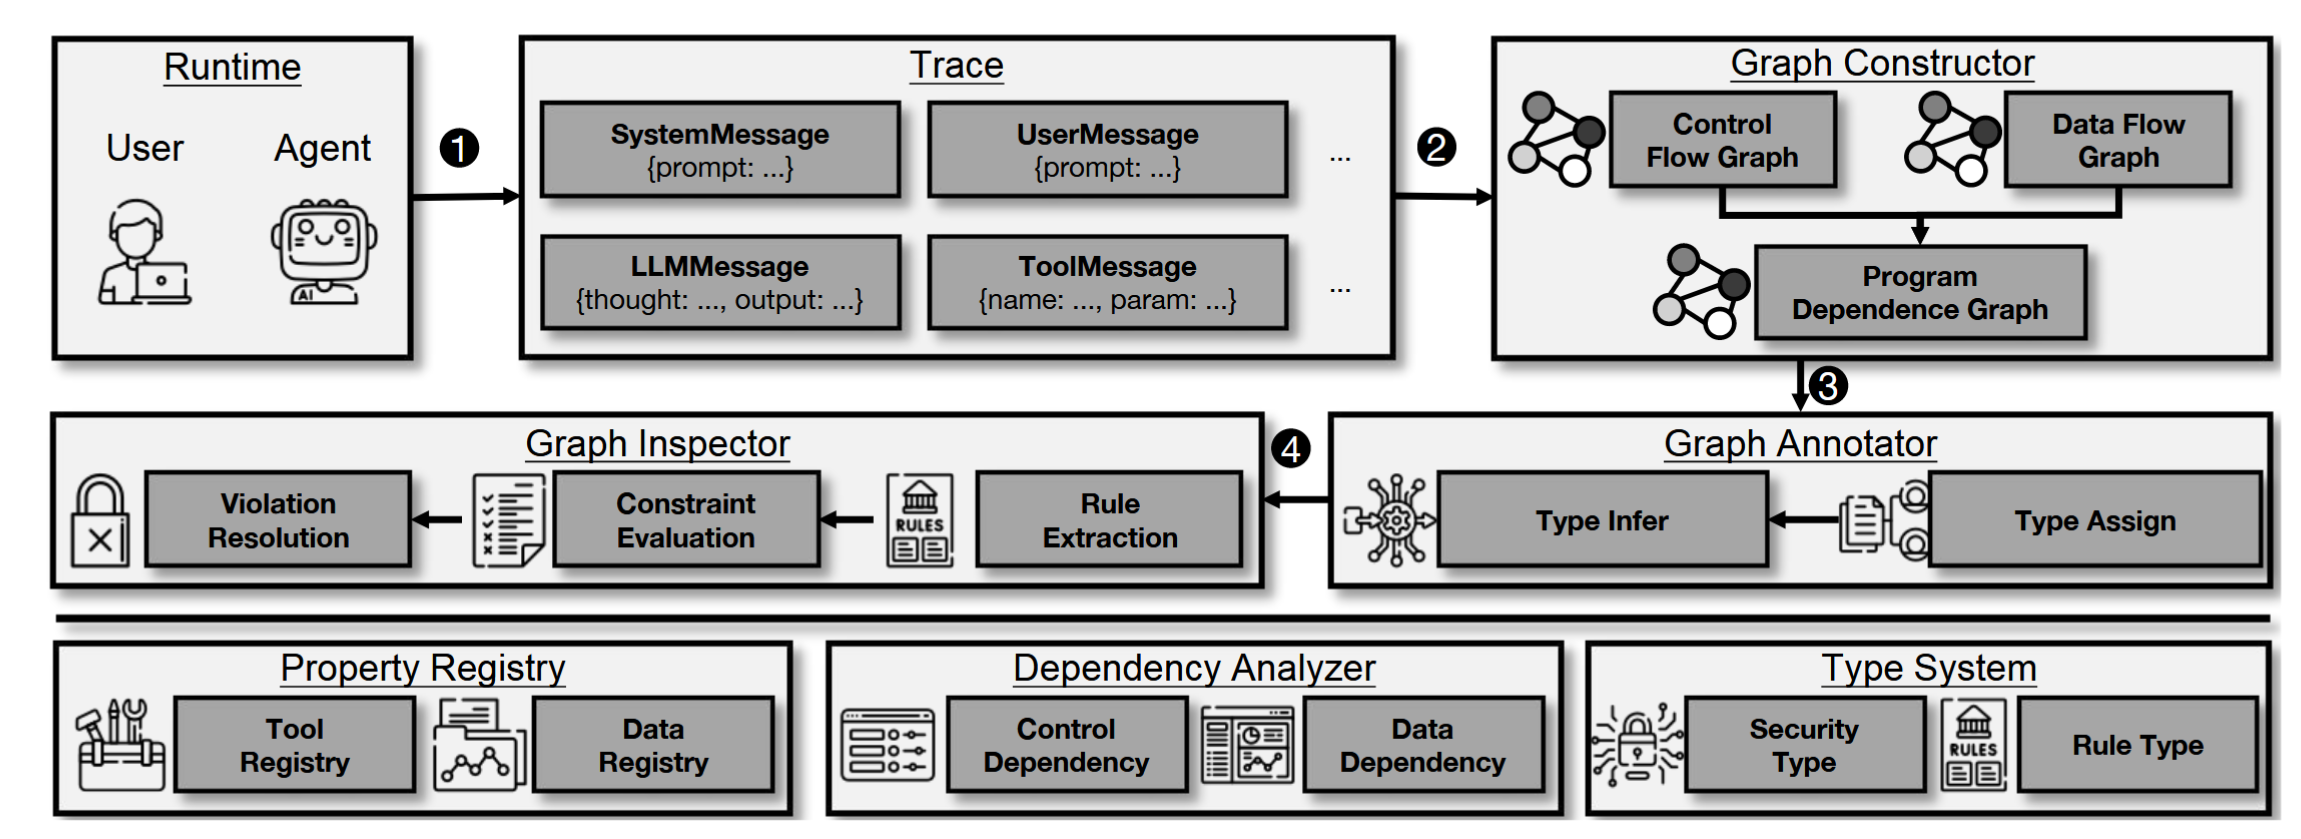 Runtime
User
Agent
AI
❶
Trace
SystemMessage
{prompt: ...}
UserMessage
{prompt: ...}
...
LLMMessage
{thought: ..., output: ...}
ToolMessage
{name: ..., param: ...}
...
❷
Graph Constructor
Control
Flow Graph
Data Flow
Graph
Program
Dependence Graph
❸
Graph Annotator
Type Assign
Type Infer
❹
Graph Inspector
Rule
Extraction
RULES
Constraint
Evaluation
Violation
Resolution
Property Registry
Tool
Registry
Data
Registry
Dependency Analyzer
Control
Dependency
Data
Dependency
Type System
Security
Type
RULES
Rule Type